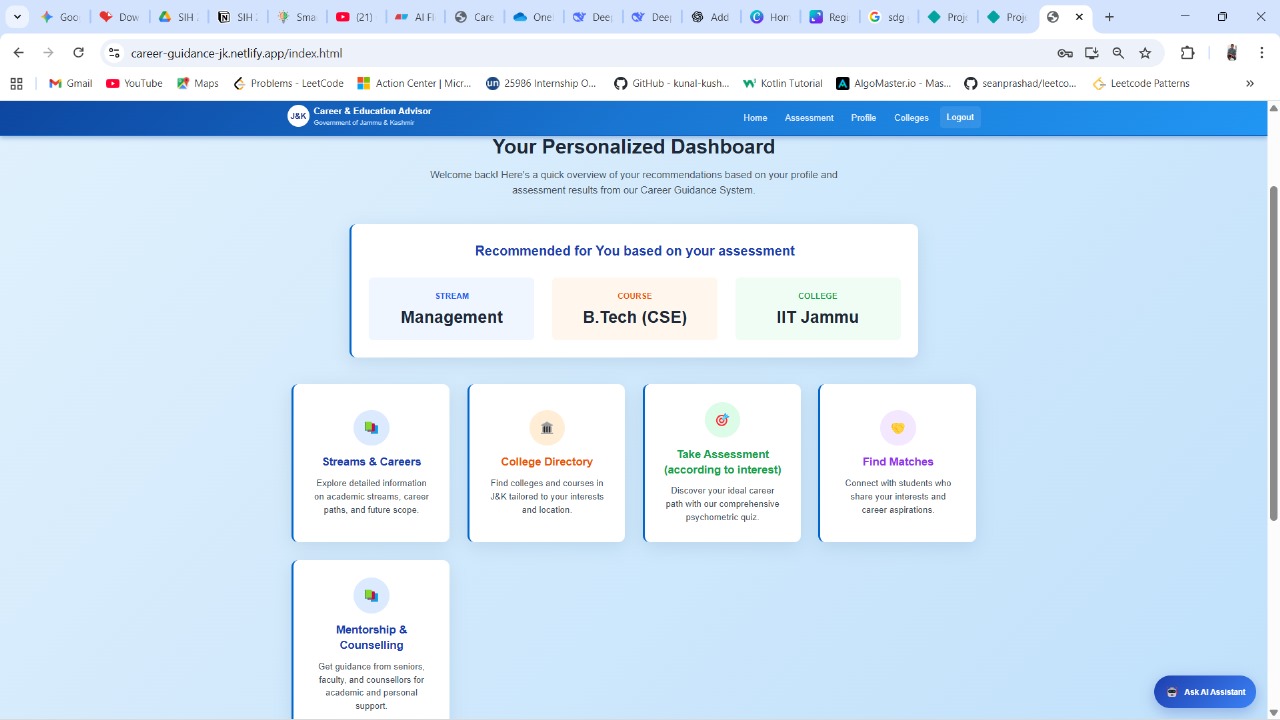 Dow
SIH
SIH
Sma
(21)
AI Fl
Care
One
Deep
Deep
Add
Hom
Regi
sdg
Proje
Proje
career-guidance-jk.netlify.app/index.html
Gmail
YouTube
Maps
Problems - LeetCode
Action Center | Micr...
un
25986 Internship O...
GitHub - kunal-kush...
Kotlin Tutorial
AlgoMaster.io - Mas...
seanprashad/leetco...
Leetcode Patterns
J&K
Career & Education Advisor
Government of Jammu & Kashmir
Home
Assessment
Profile
Colleges
Logout
Your Personalized Dashboard
Welcome back! Here's a quick overview of your recommendations based on your profile and
assessment results from our Career Guidance System.
Recommended for You based on your assessment
STREAM
Management
COURSE
B.Tech (CSE)
COLLEGE
IIT Jammu
Streams & Careers
Explore detailed information
on academic streams, career
paths, and future scope.
College Directory
Find colleges and courses in
J&K tailored to your interests
and location.
Take Assessment
(according to interest)
Discover your ideal career
path with our comprehensive
psychometric quiz.
Find Matches
Connect with students who
share your interests and
career aspirations.
Mentorship &
Counselling
Get guidance from seniors,
faculty, and counsellors for
academic and personal
support.
Ask AI Assistant